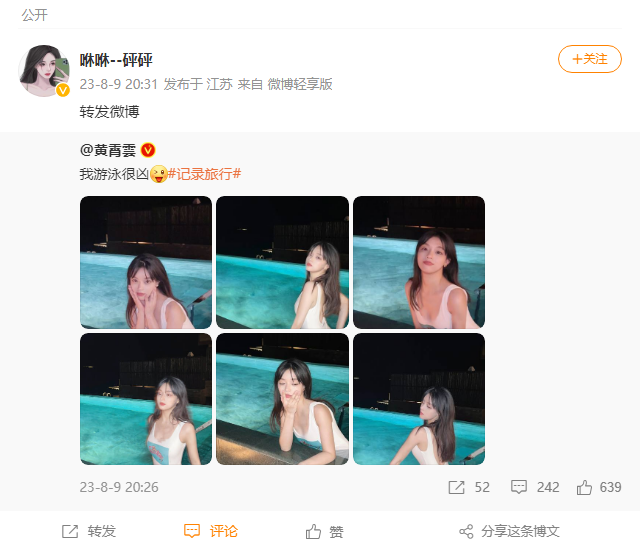 公开
咻咻--砰砰
+关注
23-8-9 20:31 发布于 江苏 来自 微博轻享版
转发微博
@黄霄雲
我游泳很凶#记录旅行#
23-8-9 20:26
52
242
639
转发
评论
赞
分享这条博文